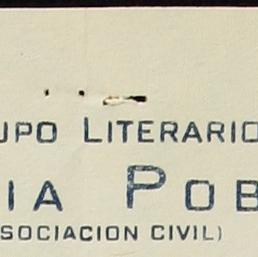 UPO LITERARIO
IA POB
SOCIACION CIVIL)